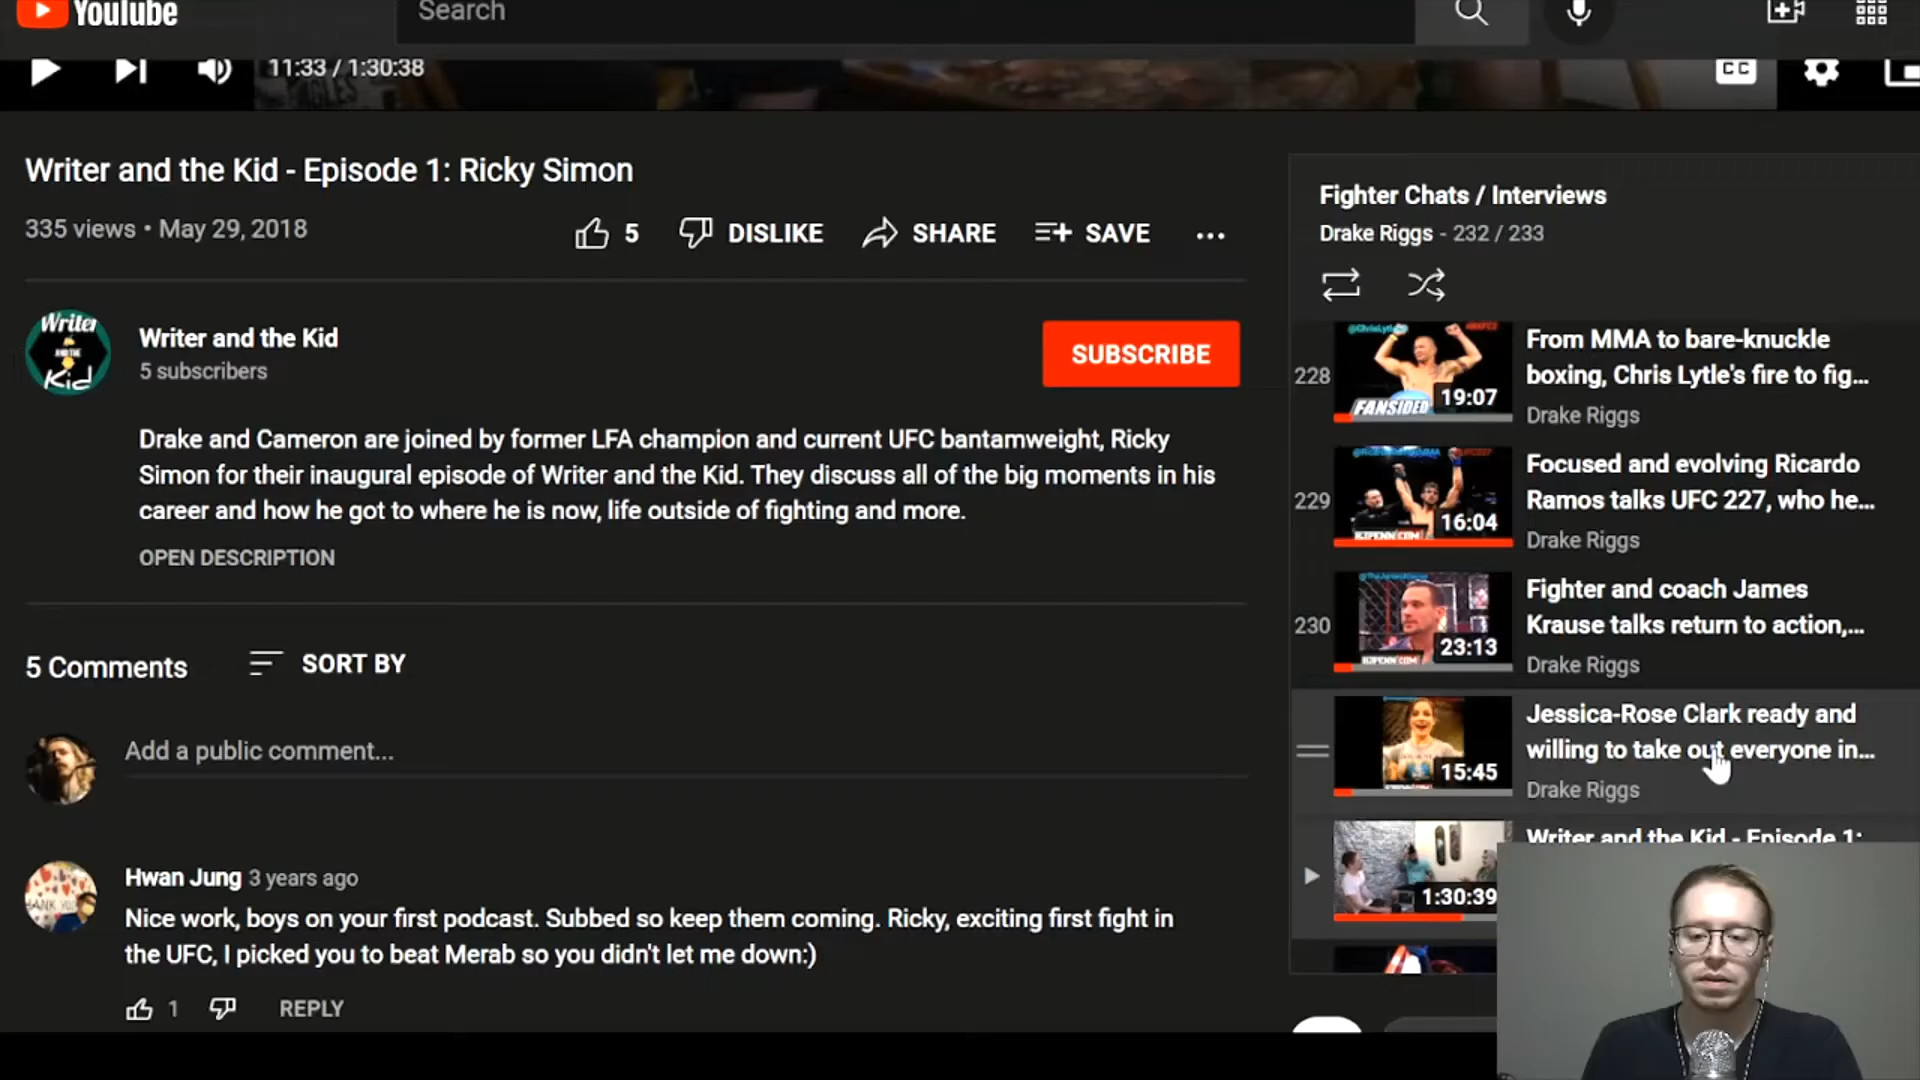 YouTube
Search
11:33 / 1:30:38
CC
Writer and the Kid - Episode 1: Ricky Simon
335 views • May 29, 2018
5
DISLIKE
SHARE
SAVE
Writer
AND THE
Kid
Writer and the Kid
5 subscribers
SUBSCRIBE
Drake and Cameron are joined by former LFA champion and current UFC bantamweight, Ricky
Simon for their inaugural episode of Writer and the Kid. They discuss all of the big moments in his
career and how he got to where he is now, life outside of fighting and more.
OPEN DESCRIPTION
5 Comments
SORT BY
Add a public comment...
Hwan Jung 3 years ago
Nice work, boys on your first podcast. Subbed so keep them coming. Ricky, exciting first fight in
the UFC, I picked you to beat Merab so you didn't let me down:)
1
REPLY
Fighter Chats / Interviews
Drake Riggs - 232 / 233
228
FANSIDED
19:07
From MMA to bare-knuckle
boxing, Chris Lytle's fire to fig...
Drake Riggs
229
BJPENN.COM
16:04
Focused and evolving Ricardo
Ramos talks UFC 227, who he...
Drake Riggs
230
BJPENN.COM
23:13
Fighter and coach James
Krause talks return to action,...
Drake Riggs
15:45
Jessica-Rose Clark ready and
willing to take out everyone in...
Drake Riggs
1:30:39
Writer and the Kid - Episode 1: